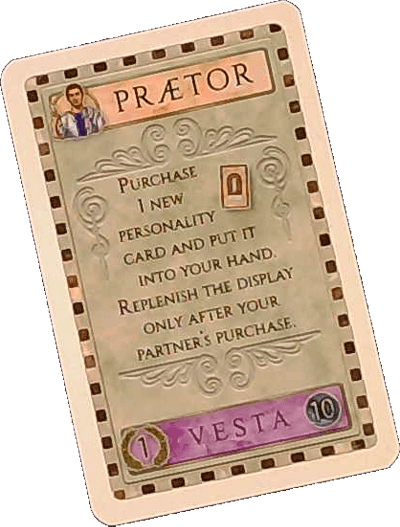 PRÆTOR
PURCHASE
1 NEW
PERSONALITY
CARD AND PUT IT
INTO YOUR HAND.
REPLENISH THE DISPLAY
ONLY AFTER YOUR
PARTNER'S PURCHASE.
1 VESTA 10